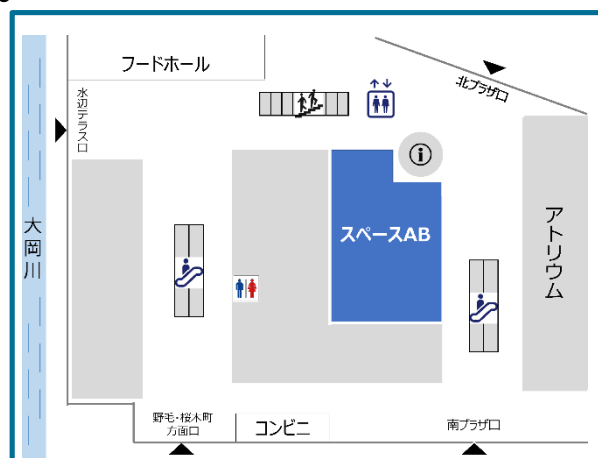 フードホール
北プラザ口
水辺テラス口
大岡川
スペースAB
アトリウム
野毛・桜木町
方面口
コンビニ
南プラザ口